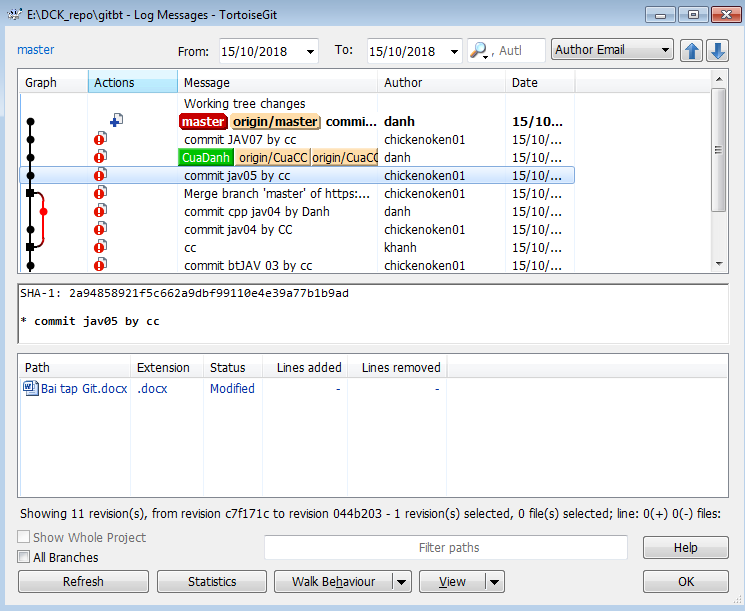 E:\DCK_repo\gitbt - Log Messages - TortoiseGit
master From: 15/10/2018 To: 15/10/2018 , Autl Author Email
Graph Actions Message Author Date
Working tree changes
master origin/master commi... danh 15/10...
commit JAV07 by cc chickenoken01 15/10/...
CuaDanh origin/CuaCC origin/CuaCC danh 15/10/...
commit jav05 by cc chickenoken01 15/10/...
Merge branch 'master' of https:... chickenoken01 15/10/...
commit cpp jav04 by Danh danh 15/10/...
commit jav04 by CC chickenoken01 15/10/...
cc khanh 15/10/...
commit btJAV 03 by cc chickenoken01 15/10/...
SHA-1: 2a94858921f5c662a9dbf99110e4e39a77b1b9ad
* commit jav05 by cc
Path Extension Status Lines added Lines removed
Bai tap Git.docx .docx Modified - -
Showing 11 revision(s), from revision c7f171c to revision 044b203 - 1 revision(s) selected, 0 file(s) selected; line: 0(+) 0(-) files:
Show Whole Project
All Branches
Filter paths
Help
Refresh Statistics Walk Behaviour View OK